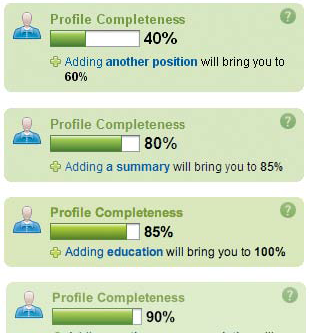 Profile Completeness ?
40%
Adding another position will bring you to
60%
Profile Completeness ?
80%
Adding a summary will bring you to 85%
Profile Completeness ?
85%
Adding education will bring you to 100%
Profile Completeness ?
90%